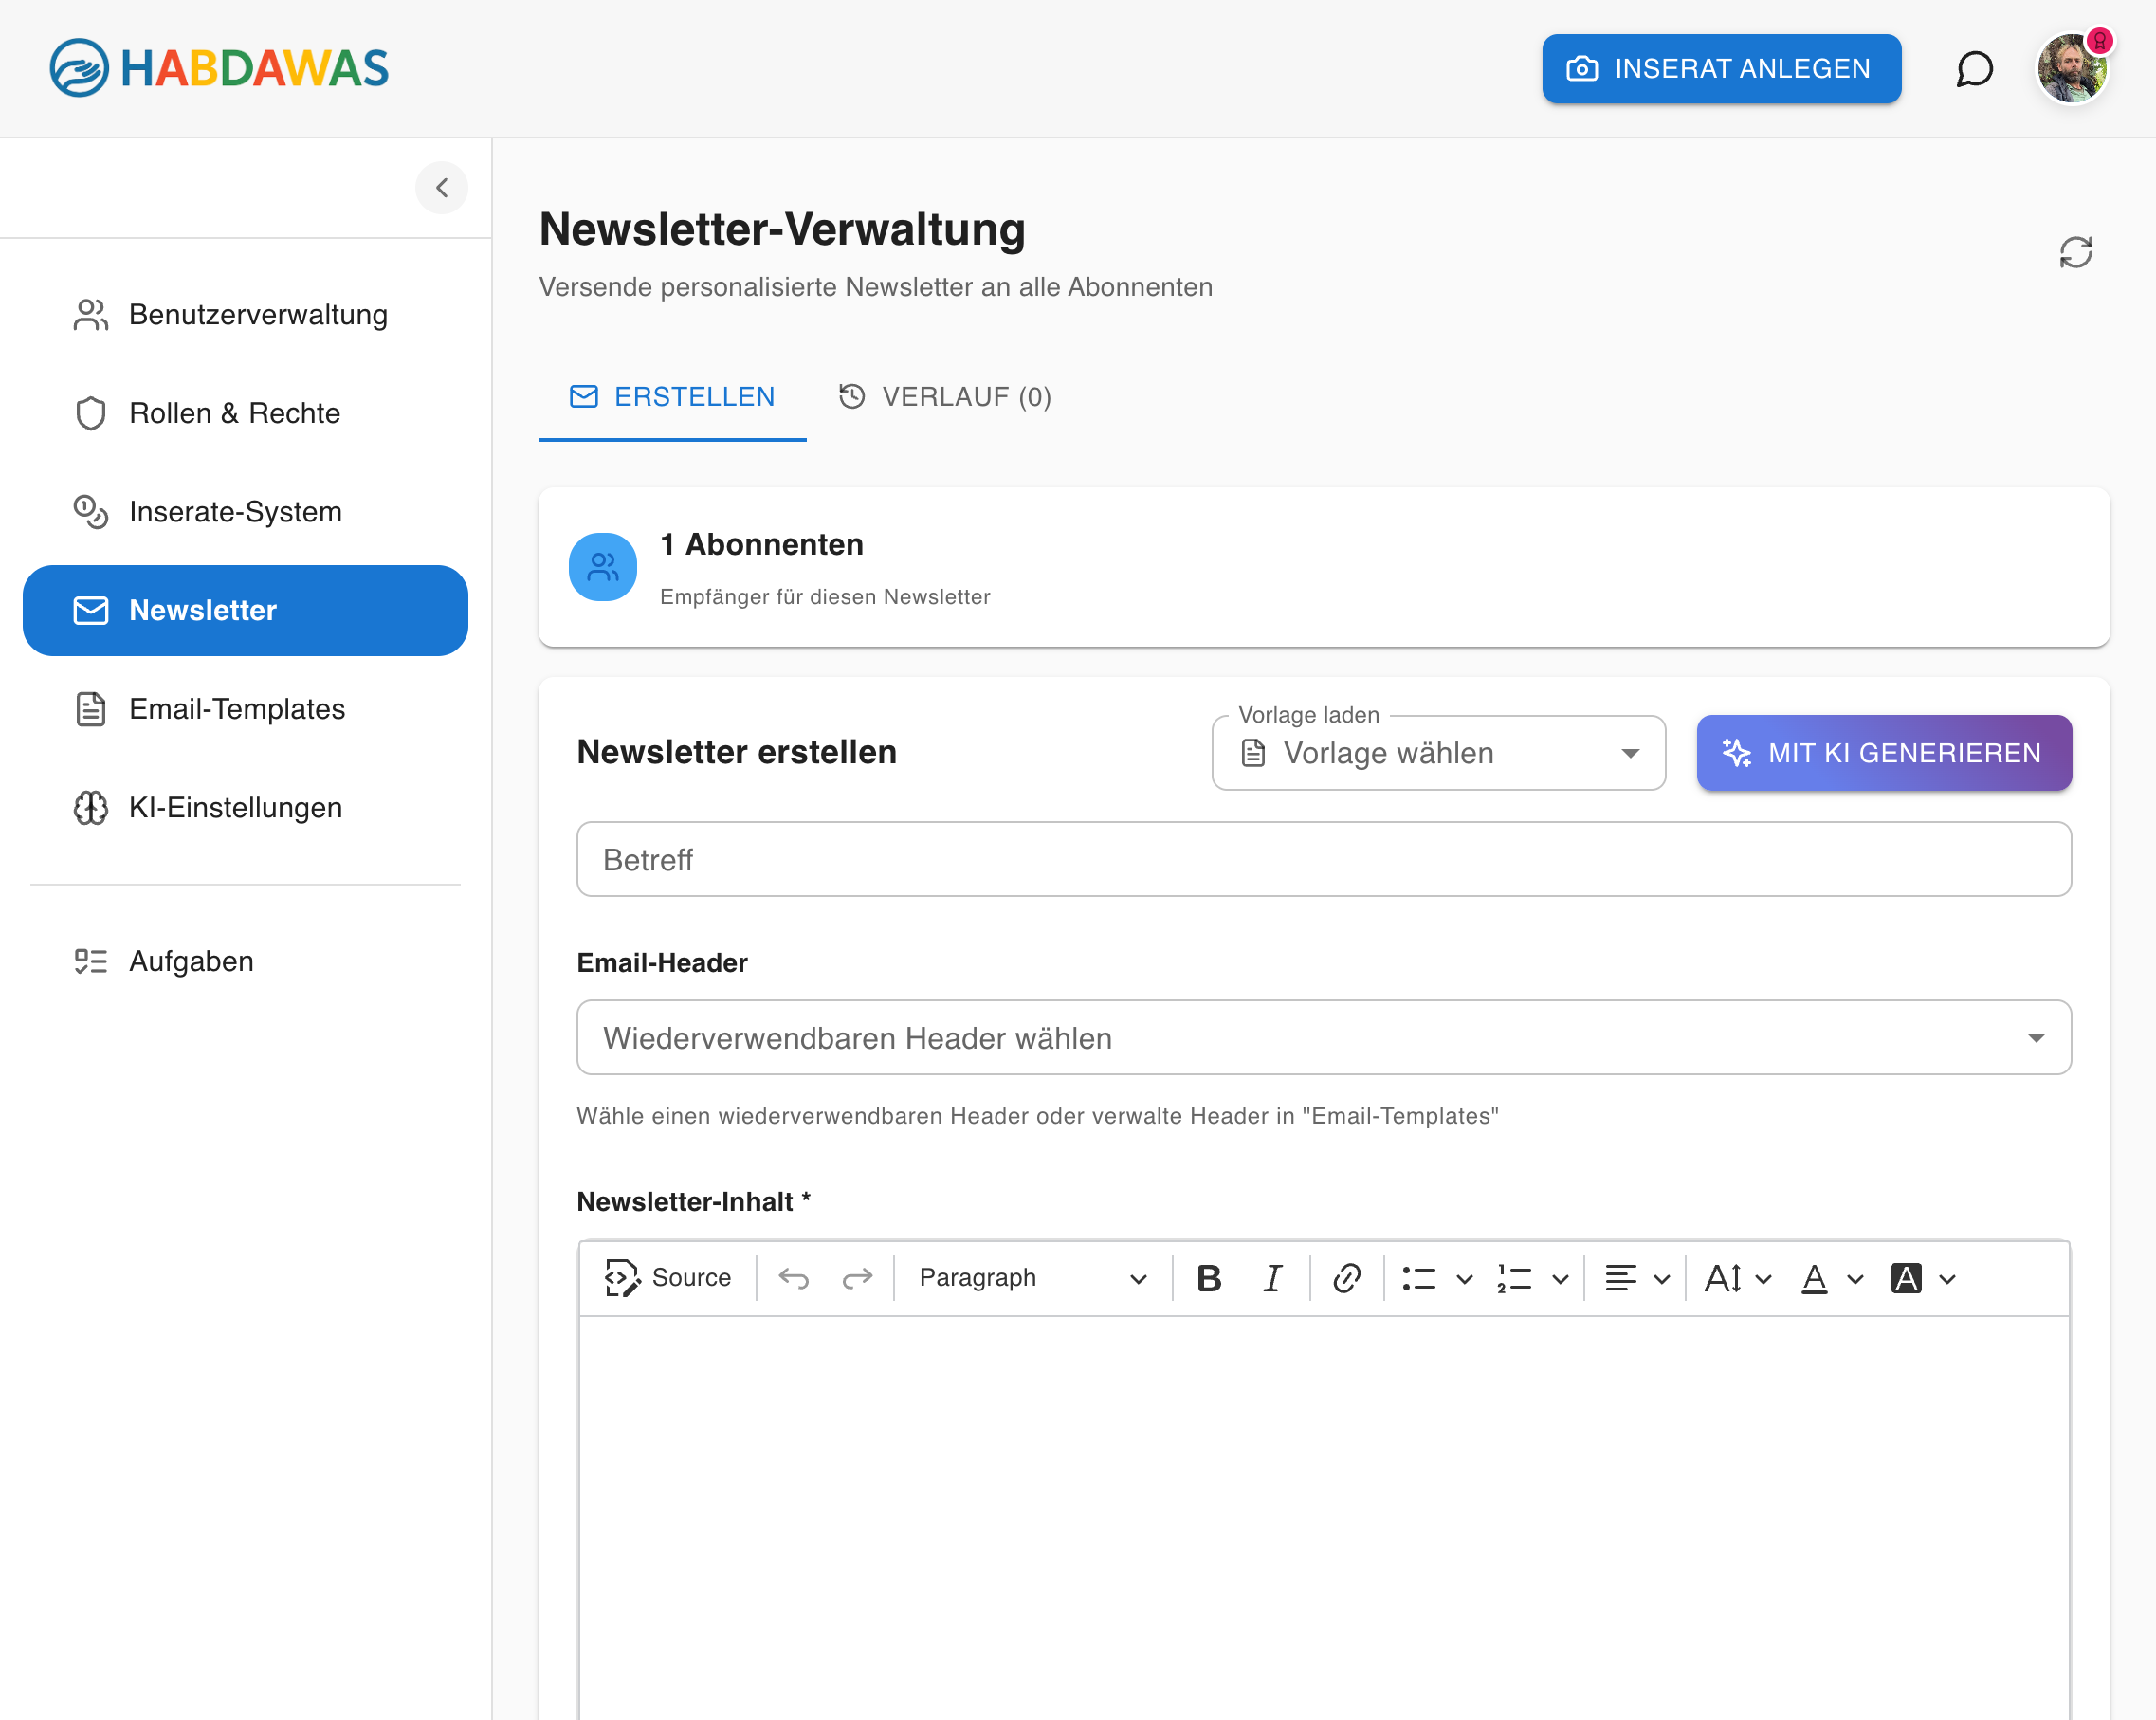 HABDAWAS
INSERAT ANLEGEN
Benutzerverwaltung
Rollen & Rechte
Inserate-System
Newsletter
Email-Templates
KI-Einstellungen
Aufgaben
Newsletter-Verwaltung
Versende personalisierte Newsletter an alle Abonnenten
ERSTELLEN
VERLAUF (0)
1 Abonnenten
Empfänger für diesen Newsletter
Newsletter erstellen
Vorlage laden
Vorlage wählen
MIT KI GENERIEREN
Betreff
Email-Header
Wiederverwendbaren Header wählen
Wähle einen wiederverwendbaren Header oder verwalte Header in "Email-Templates"
Newsletter-Inhalt *
Source
Paragraph